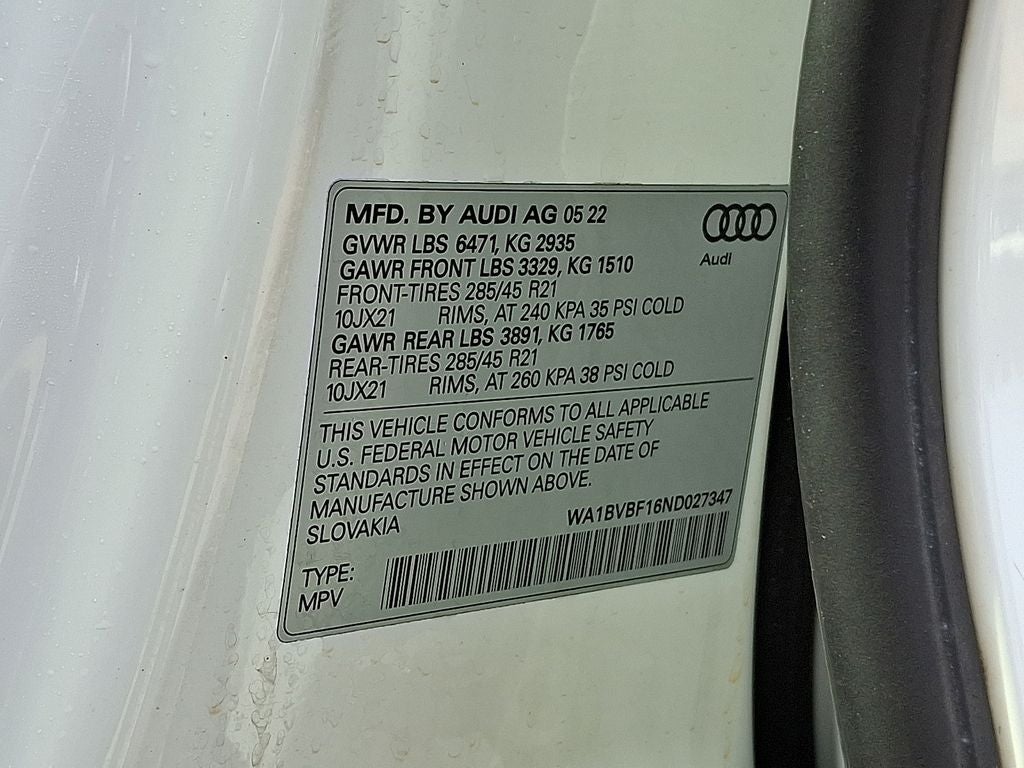 MFD. BY AUDI AG 05 22
GVWR LBS 6471, KG 2935
GAWR FRONT LBS 3329, KG 1510
FRONT-TIRES 285/45 R21
10JX21 RIMS, AT 240 KPA 35 PSI COLD
GAWR REAR LBS 3891, KG 1765
REAR-TIRES 285/45 R21
10JX21 RIMS, AT 260 KPA 38 PSI COLD
Audi
THIS VEHICLE CONFORMS TO ALL APPLICABLE
U.S. FEDERAL MOTOR VEHICLE SAFETY
STANDARDS IN EFFECT ON THE DATE OF
MANUFACTURE SHOWN ABOVE.
SLOVAKIA
WA1BVBF16ND027347
TYPE:
MPV